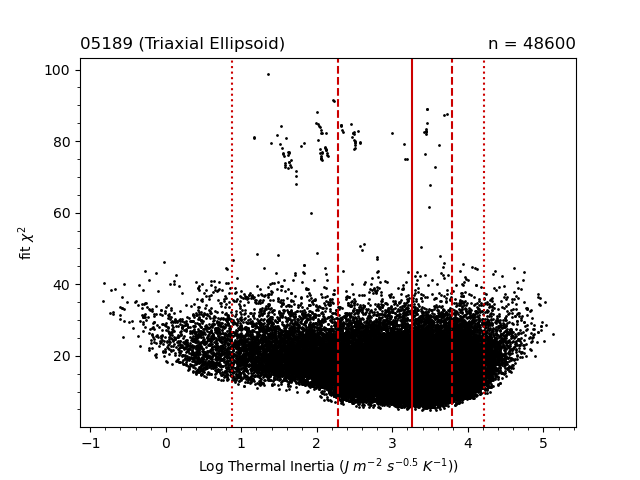 05189 (Triaxial Ellipsoid) n = 48600
100
80
60
40
20
fit χ²
−1 0 1 2 3 4 5
Log Thermal Inertia (J m⁻² s⁻⁰·⁵ K⁻¹))